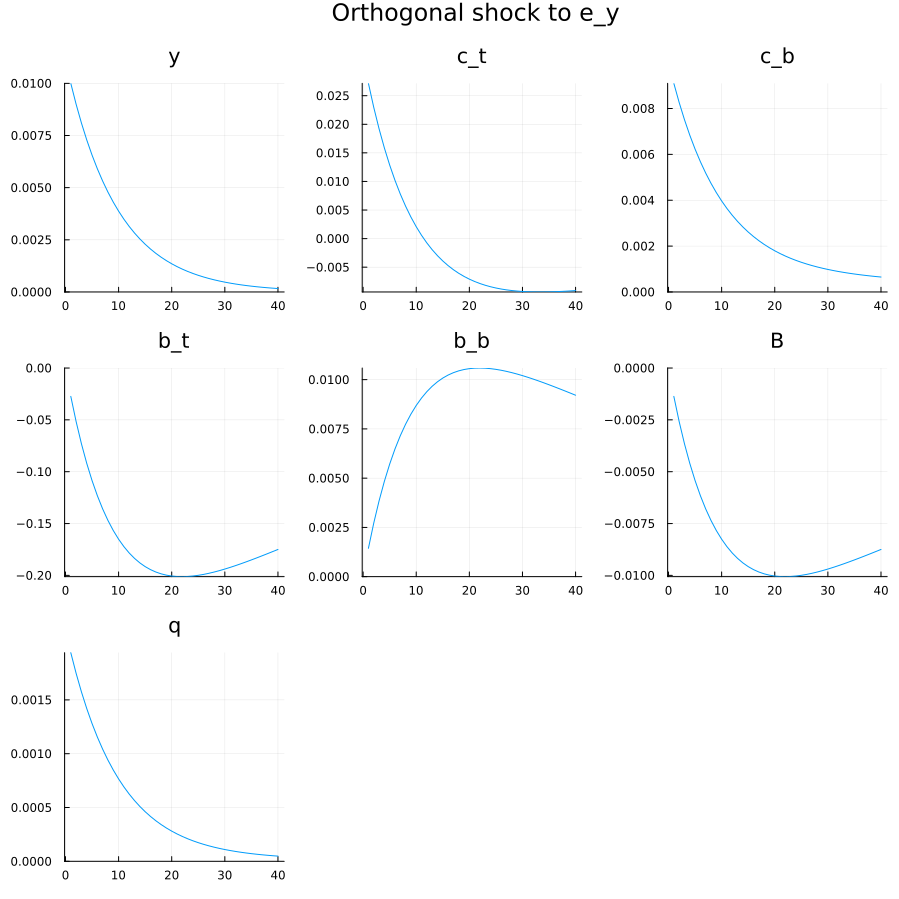 Orthogonal shock to e_y
y
0.0100
0.0075
0.0050
0.0025
0.0000
0 10 20 30 40
c_t
0.025
0.020
0.015
0.010
0.005
0.000
−0.005
0 10 20 30 40
c_b
0.008
0.006
0.004
0.002
0.000
0 10 20 30 40
b_t
0.00
−0.05
−0.10
−0.15
−0.20
0 10 20 30 40
b_b
0.0100
0.0075
0.0050
0.0025
0.0000
0 10 20 30 40
B
0.0000
−0.0025
−0.0050
−0.0075
−0.0100
0 10 20 30 40
q
0.0015
0.0010
0.0005
0.0000
0 10 20 30 40